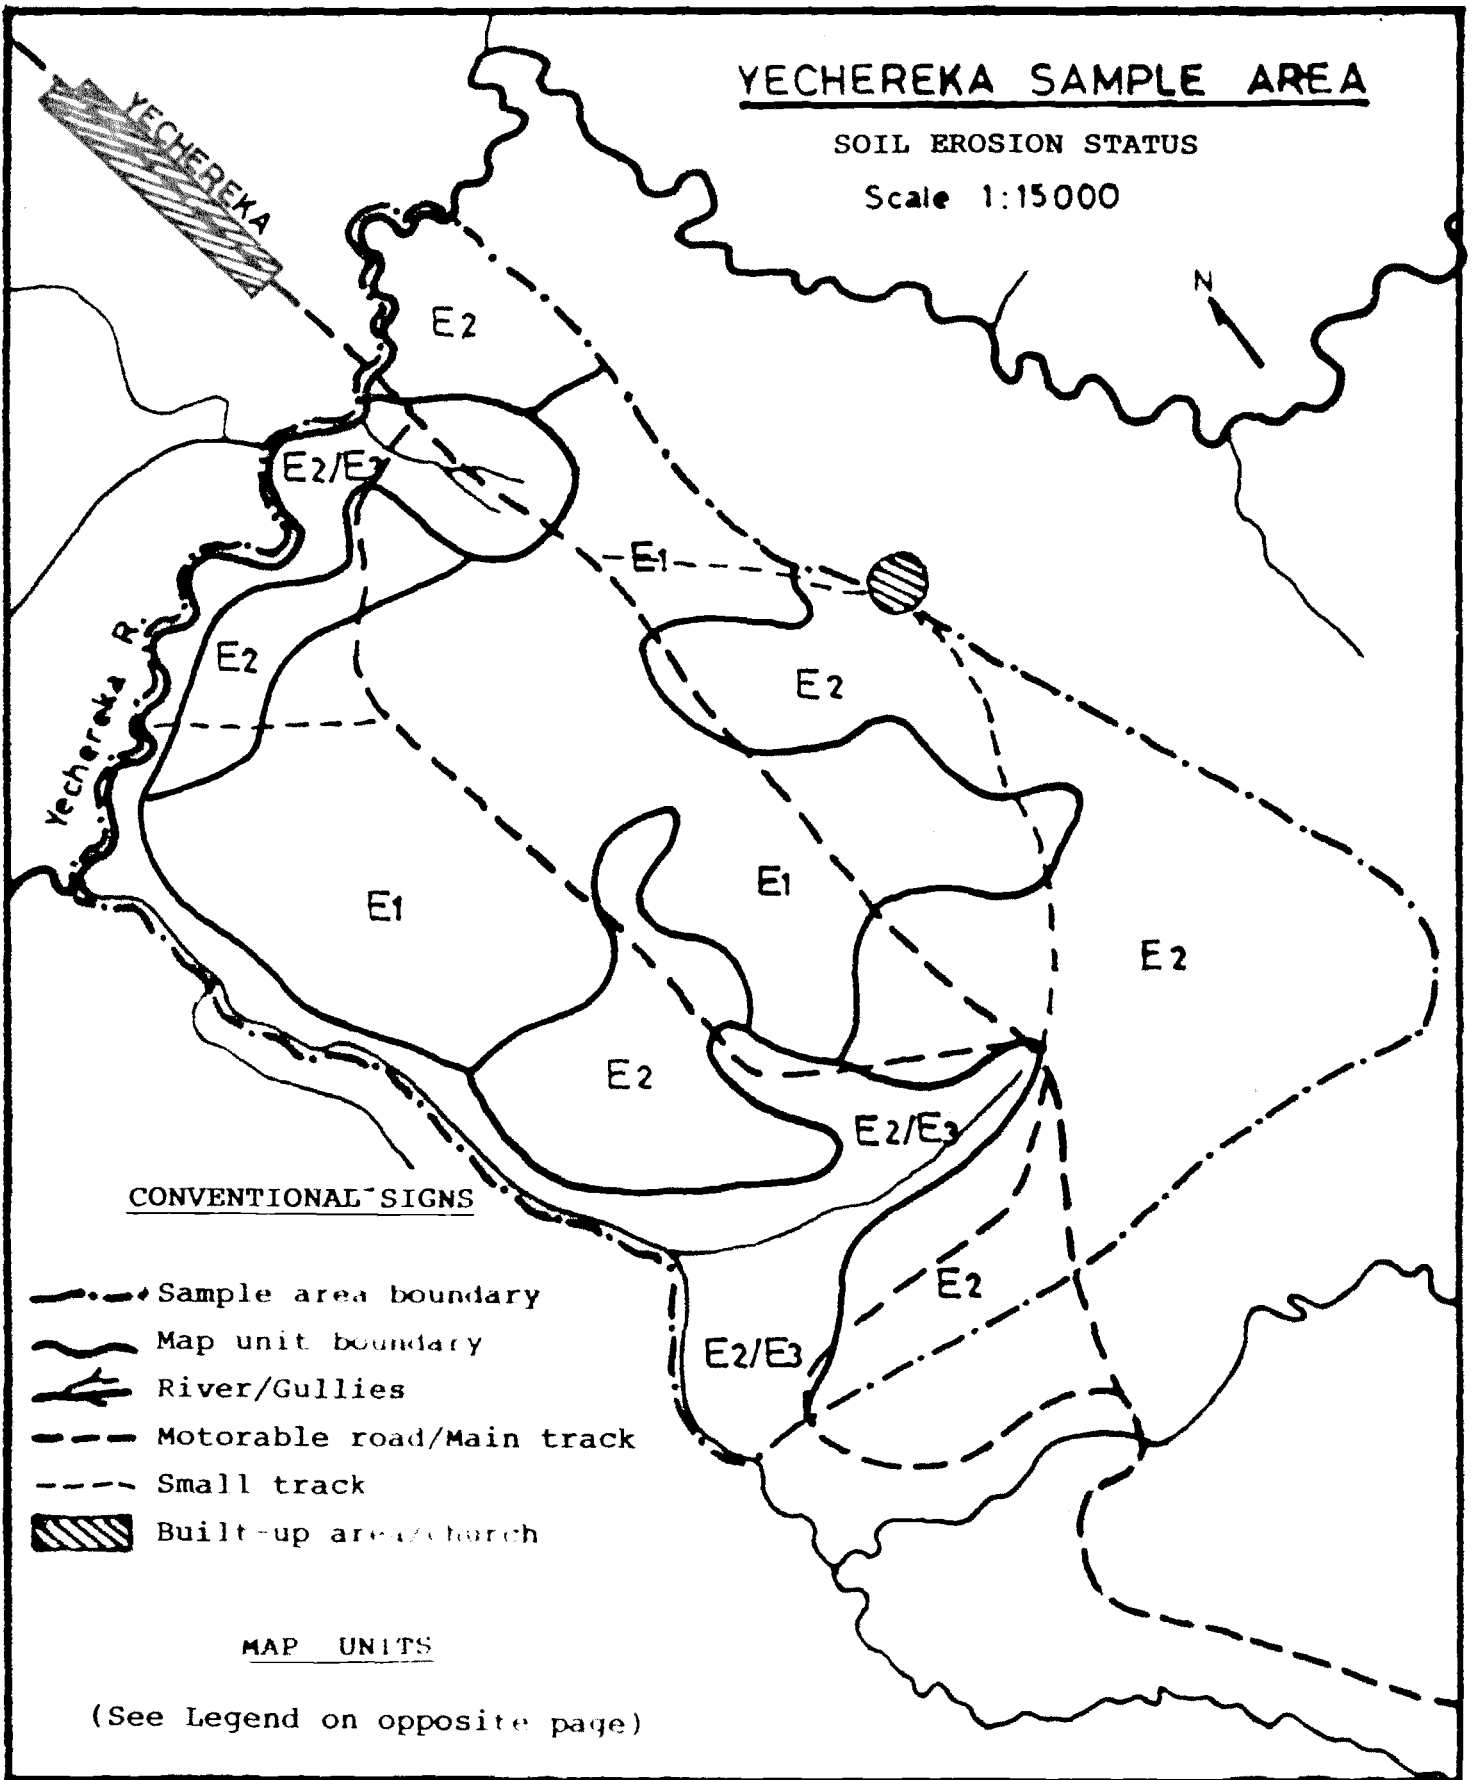 YECHEREKA SAMPLE AREA
SOIL EROSION STATUS
Scale 1:15000
YECHEREKA
N
E2
E2/E3
E1
E2
E2
Yechereka R.
E1
E1
E2
E2
E2/E3
E2
E2/E3
CONVENTIONAL SIGNS
Sample area boundary
Map unit boundary
River/Gullies
Motorable road/Main track
Small track
Built-up area/church
MAP UNITS
(See Legend on opposite page)